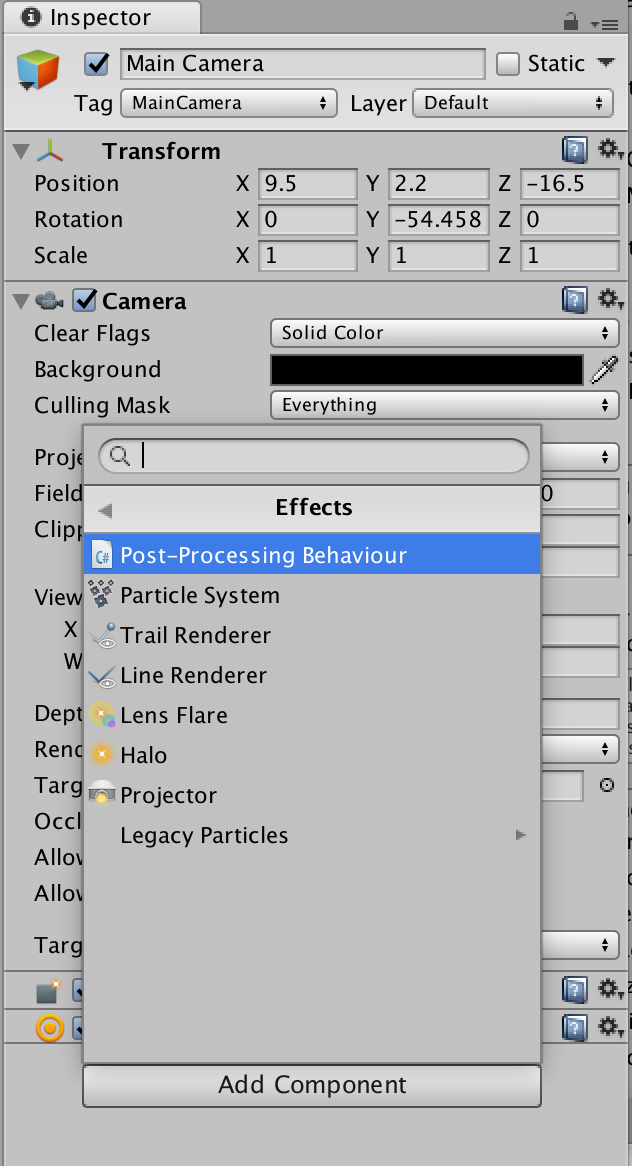 Inspector
Main Camera Static
Tag MainCamera Layer Default
Transform
Position X 9.5 Y 2.2 Z -16.5
Rotation X 0 Y -54.458 Z 0
Scale X 1 Y 1 Z 1
Camera
Clear Flags Solid Color
Background
Culling Mask Everything
Proje
Field 0
Clipp
View
X
W
Dept
Rend
Targ
Occl
Allow
Allow
Targ
Effects
C# Post-Processing Behaviour
Particle System
Trail Renderer
Line Renderer
Lens Flare
Halo
Projector
Legacy Particles
Add Component